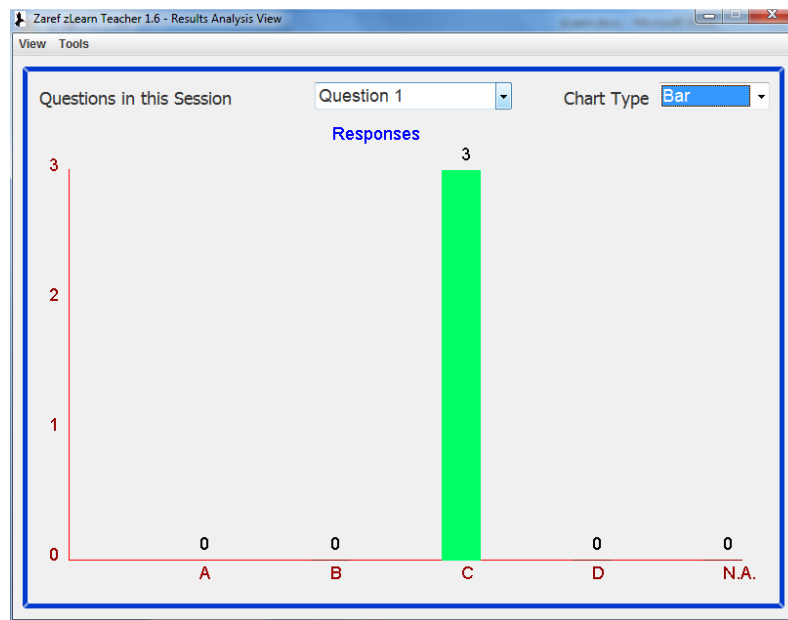 Zaref zLearn Teacher 1.6 - Results Analysis View
View Tools
Questions in this Session Question 1 Chart Type Bar
Responses
3
3
2
1
0
0 0 0 0
A B C D N.A.